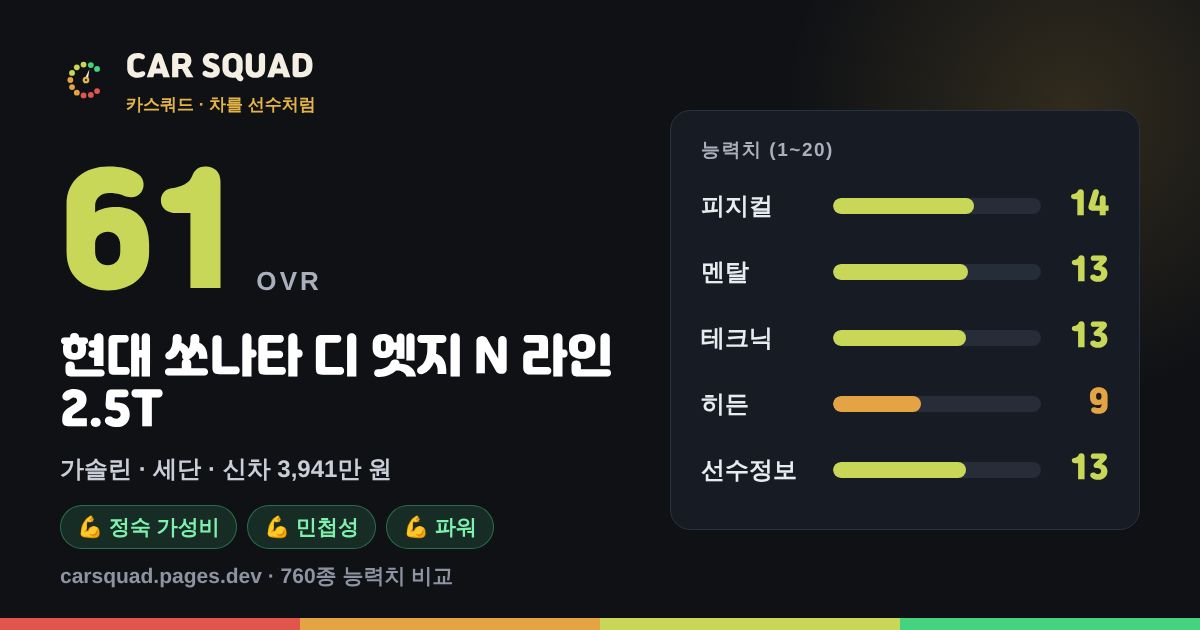 CAR SQUAD
카스쿼드 · 차를 선수처럼
61 OVR
현대 쏘나타 디 엣지 N 라인
2.5T
가솔린 · 세단 · 신차 3,941만 원
💪 정숙 가성비 💪 민첩성 💪 파워
carsquad.pages.dev · 760종 능력치 비교
능력치 (1~20)
피지컬 14
멘탈 13
테크닉 13
히든 9
선수정보 13